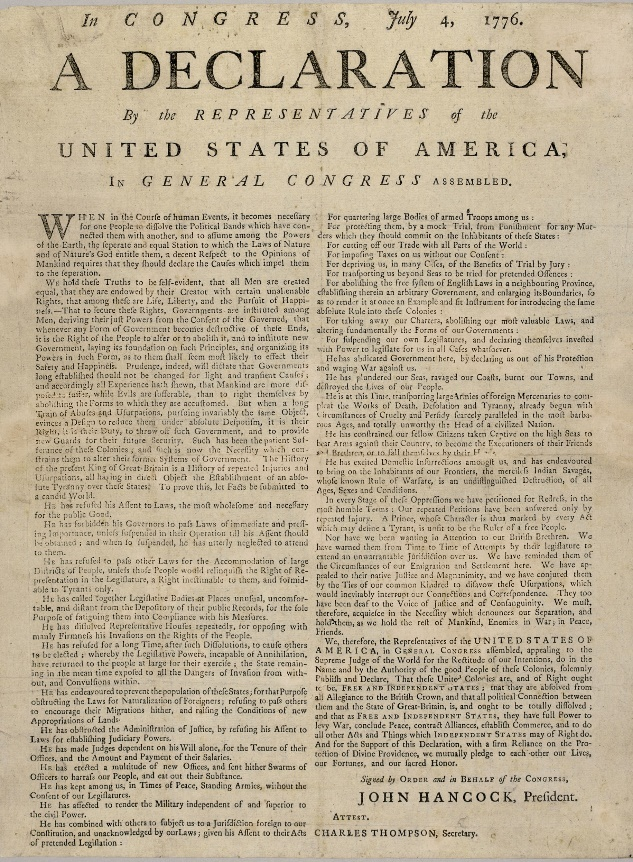 In CONGRESS, July 4, 1776.
A DECLARATION
By the REPRESENTATIVES of the
UNITED STATES OF AMERICA,
In GENERAL CONGRESS ASSEMBLED.
WHEN in the Course of human Events, it becomes necessary
for one People to dissolve the Political Bands which have con-
nected them with another, and to assume among the Powers
of the Earth, the separate and equal Station to which the Laws of Nature
and of Nature's God entitle them, a decent Respect to the Opinions of
Mankind requires that they should declare the Causes which impel them
to the Separation.
We hold these Truths to be self-evident, that all Men are created
equal, that they are endowed by their Creator with certain unalienable
Rights, that among these are Life, Liberty, and the Pursuit of Happi-
ness.—That to secure these Rights, Governments are instituted among
Men, deriving their just Powers from the Consent of the Governed, that
whenever any Form of Government becomes destructive of these Ends,
it is the Right of the People to alter or to abolish it, and to institute new
Government, laying its Foundation on such Principles, and organizing its
Powers in such Form, as to them shall seem most likely to effect their
Safety and Happiness. Prudence, indeed, will dictate that Governments
long established should not be changed for light and transient Causes;
and accordingly all Experience hath shewn, that Mankind are more dis-
posed to suffer, while Evils are sufferable, than to right themselves by
abolishing the Forms to which they are accustomed. But when a long
Train of Abuses and Usurpations, pursuing invariably the same Object,
evinces a Design to reduce them under absolute Despotism, it is their
Right, it is their Duty, to throw off such Government, and to provide
new Guards for their future Security. Such has been the patient Suf-
ferance of these Colonies; and such is now the Necessity which con-
strains them to alter their former Systems of Government. The History
of the present King of Great-Britain is a History of repeated Injuries and
Usurpations, all having in direct Object the Establishment of an abso-
lute Tyranny over these States. To prove this, let Facts be submitted to
a candid World.
He has refused his Assent to Laws, the most wholesome and necessary
for the public Good.
He has forbidden his Governors to pass Laws of immediate and press-
ing Importance, unless suspended in their Operation till his Assent should
be obtained; and when so suspended, he has utterly neglected to attend
to them.
He has refused to pass other Laws for the Accommodation of large
Districts of People, unless those People would relinquish the Right of Re-
presentation in the Legislature, a Right inestimable to them, and formid-
able to Tyrants only.
He has called together Legislative Bodies at Places unusual, uncomfor-
table, and distant from the Depository of their public Records, for the sole
Purpose of fatiguing them into Compliance with his Measures.
He has dissolved Representative Houses repeatedly, for opposing with
manly Firmness his Invasions on the Rights of the People.
He has refused for a long Time, after such Dissolutions, to cause others
to be elected; whereby the Legislative Powers, incapable of Annihilation,
have returned to the People at large for their exercise; the State remain-
ing in the mean time exposed to all the Dangers of Invasion from with-
out, and Convulsions within.
He has endeavoured to prevent the population of these States; for that Purpose
obstructing the Laws for Naturalization of Foreigners; refusing to pass others
to encourage their Migrations hither, and raising the Conditions of new
Appropriations of Lands.
He has obstructed the Administration of Justice, by refusing his Assent to
Laws for establishing Judiciary Powers.
He has made Judges dependent on his Will alone, for the Tenure of their
Offices, and the Amount and Payment of their Salaries.
He has erected a multitude of new Offices, and sent hither Swarms of
Officers to harrass our People, and eat out their Substance.
He has kept among us, in Times of Peace, Standing Armies, without the
Consent of our Legislatures.
He has affected to render the Military independent of and superior to
the civil Power.
He has combined with others to subject us to a Jurisdiction foreign to our
Constitution, and unacknowledged by our Laws; given his Assent to their Acts
of pretended Legislation:
For quartering large Bodies of armed Troops among us:
For protecting them, by a mock Trial, from Punishment for any Mur-
ders which they should commit on the Inhabitants of these States:
For cutting off our Trade with all Parts of the World:
For imposing Taxes on us without our Consent:
For depriving us, in many Cases, of the Benefits of Trial by Jury:
For transporting us beyond Seas to be tried for pretended Offences:
For abolishing the free System of English Laws in a neighbouring Province,
establishing therein an arbitrary Government, and enlarging its Boundaries, so
as to render it at once an Example and fit Instrument for introducing the same
absolute Rule into these Colonies:
For taking away our Charters, abolishing our most valuable Laws, and
altering fundamentally the Forms of our Governments:
For suspending our own Legislatures, and declaring themselves invested
with Power to legislate for us in all Cases whatsoever.
He has abdicated Government here, by declaring us out of his Protection
and waging War against us.
He has plundered our Seas, ravaged our Coasts, burnt our Towns, and
destroyed the Lives of our People.
He is at this Time, transporting large Armies of foreign Mercenaries to com-
pleat the Works of Death, Desolation and Tyranny, already begun with
Circumstances of Cruelty and Perfidy scarcely paralleled in the most barba-
rous Ages, and totally unworthy the Head of a civilized Nation.
He has constrained our fellow Citizens taken Captive on the high Seas to
bear Arms against their Country, to become the Executioners of their Friends
and Brethren, or to fall themselves by their
He has excited Domestic Insurrections amongst us, and has endeavoured
to bring on the Inhabitants of our Frontiers, the merciless Indian Savages,
whose known Rule of Warfare, is an undistinguished Destruction, of all
Ages, Sexes and Conditions.
In every Stage of these Oppressions we have petitioned for Redress, in the
most humble Terms: Our repeated Petitions have been answered only by
repeated Injury. A Prince, whose Character is thus marked by every Act
which may define a Tyrant, is unfit to be the Ruler of a free People.
Nor have we been wanting in Attention to our British Brethren. We
have warned them from Time to Time of Attempts by their legislature to
extend an unwarrantable Jurisdiction over us. We have reminded them of
the Circumstances of our Emigration and Settlement here. We have ap-
pealed to their native Justice and Magnanimity, and we have conjured them
by the Ties of our common Kindred to disavow these Usurpations, which
would inevitably interrupt our Connections and Correspondence. They too
have been deaf to the Voice of Justice and of Consanguinity. We must,
therefore, acquiesce in the Necessity which denounces our Separation, and
hold them, as we hold the rest of Mankind, Enemies in War; in Peace,
Friends.
We, therefore, the Representatives of the UNITED STATES OF
AMERICA, in GENERAL CONGRESS assembled, appealing to the
Supreme Judge of the World for the Rectitude of our Intentions, do in the
Name and by the Authority of the good People of these Colonies, solemnly
Publish and Declare, That these United Colonies are, and of Right ought
to be, FREE AND INDEPENDENT STATES; that they are absolved from
all Allegiance to the British Crown, and that all political Connection between
them and the State of Great-Britain, is, and ought to be totally dissolved;
and that as FREE AND INDEPENDENT STATES, they have full Power to
levy War, conclude Peace, contract Alliances, establish Commerce, and to do
all other Acts and Things which INDEPENDENT STATES may of Right do.
And for the Support of this Declaration, with a firm Reliance on the Pro-
tection of Divine Providence, we mutually pledge to each other our Lives,
our Fortunes, and our sacred Honor.
Signed by ORDER and in BEHALF of the CONGRESS,
JOHN HANCOCK, President.
ATTEST.
CHARLES THOMPSON, Secretary.